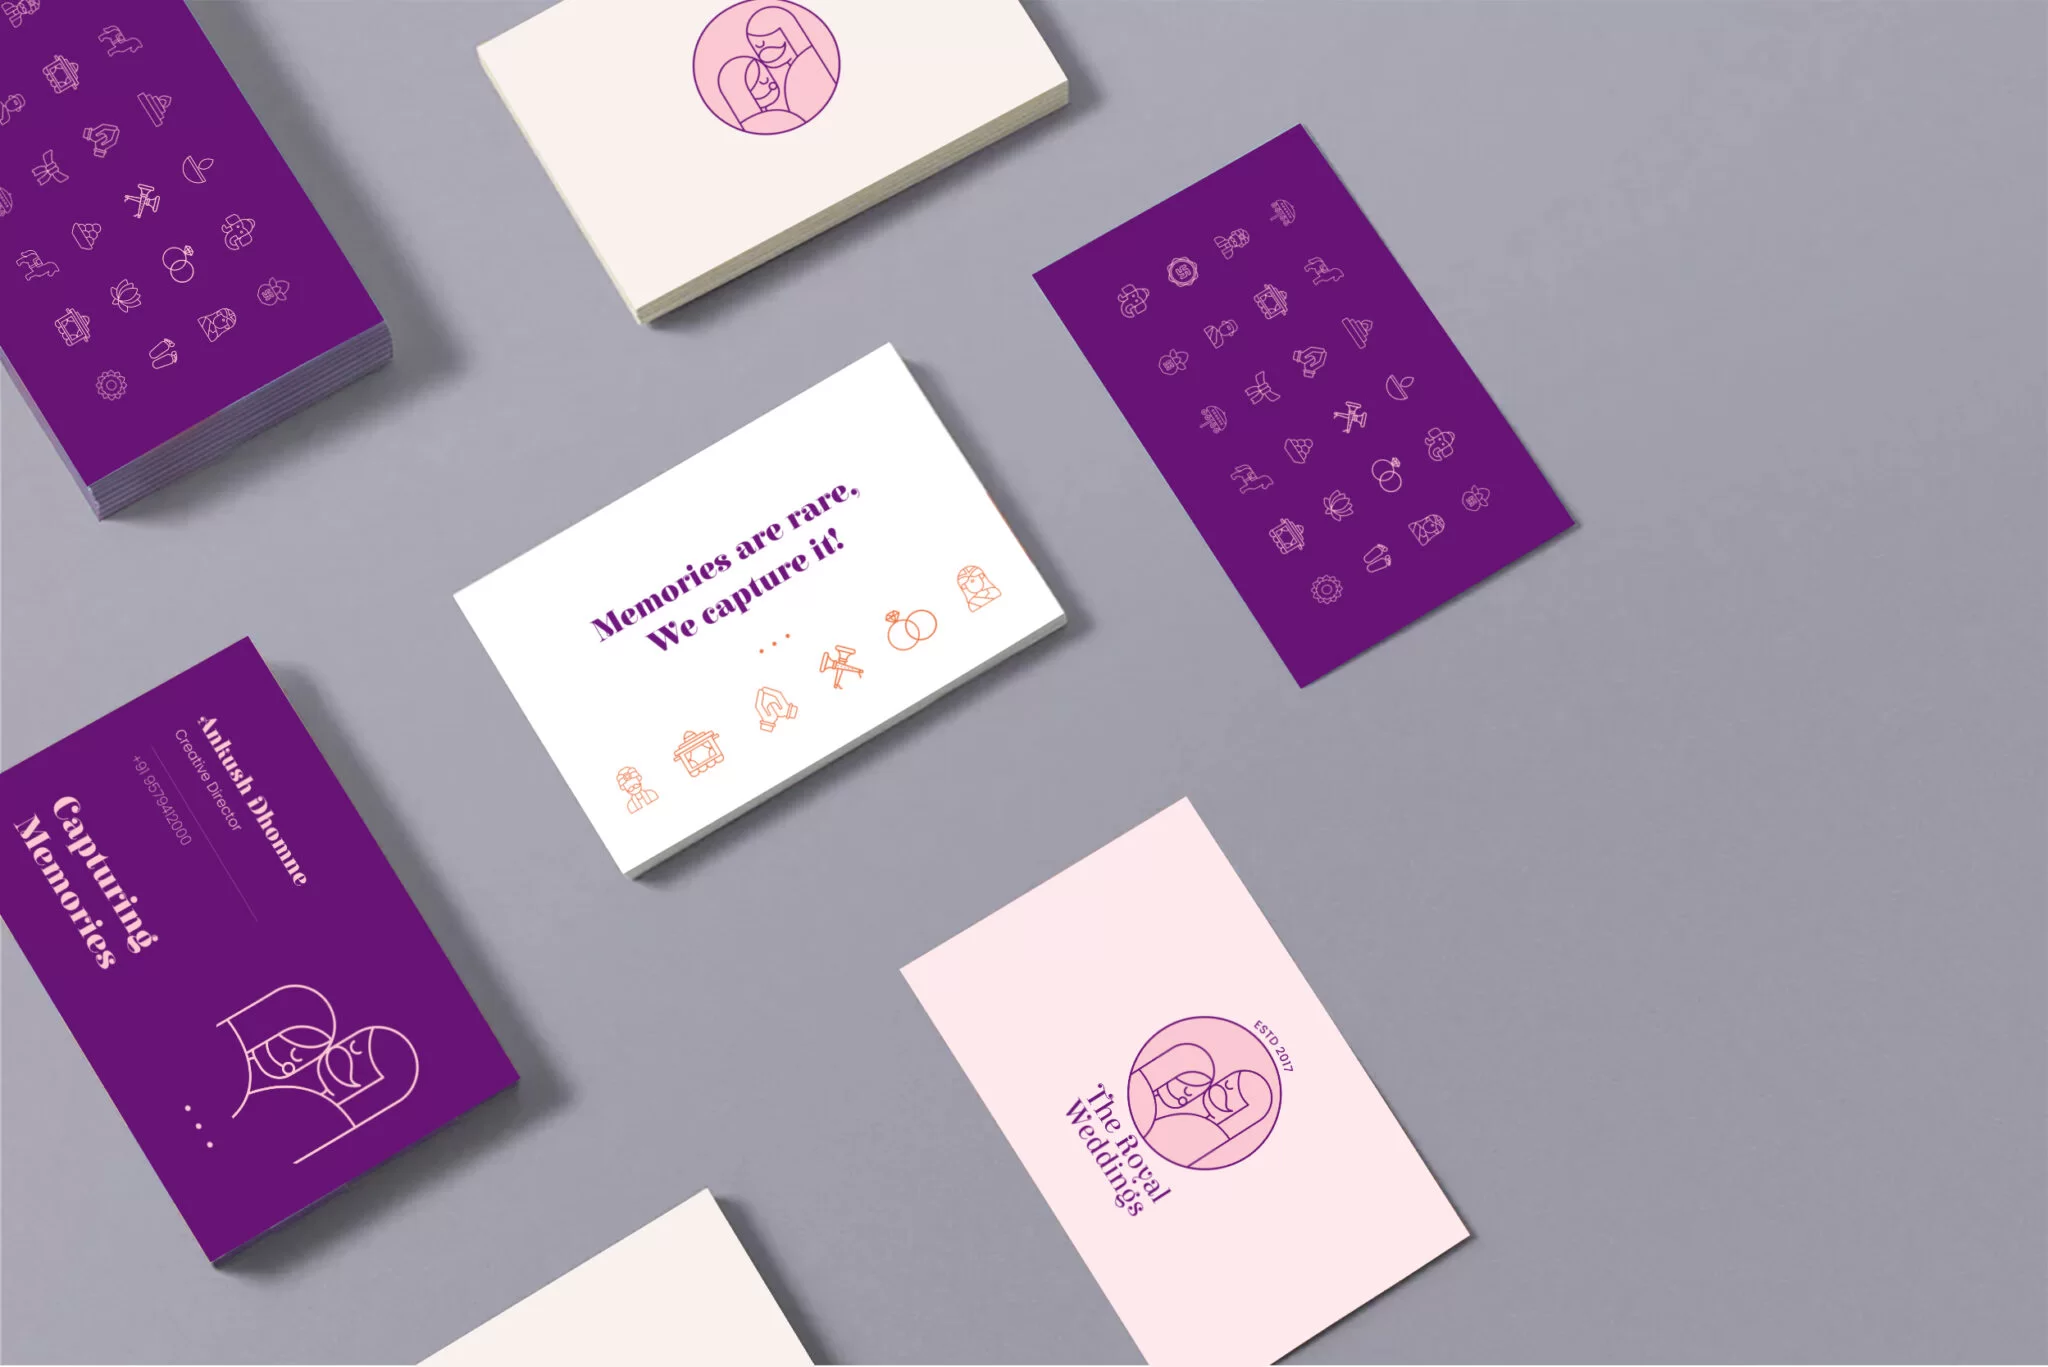 Memories are rare,
We capture it!
Ankush Dhomne
Creative Director
+91 9579412000
Capturing
Memories
ESTD 2017
The Royal
Weddings